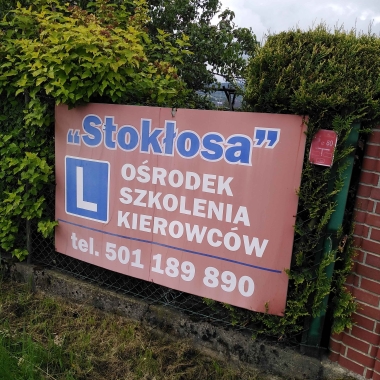 „Stokłosa”
L
OŚRODEK
SZKOLENIA
KIEROWCÓW
tel. 501 189 890